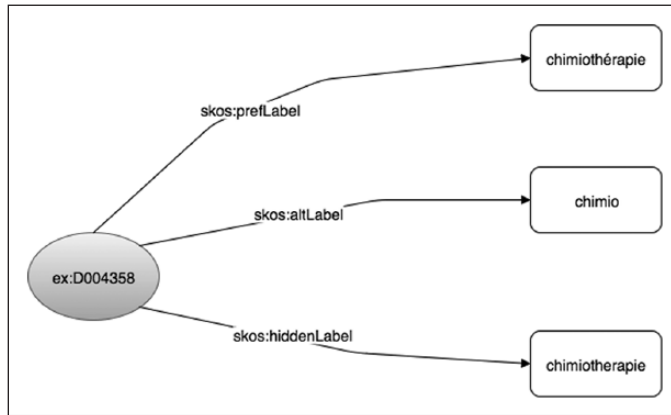 chimiothérapie
skos:prefLabel
skos:altLabel
chimio
ex:D004358
skos:hiddenLabel
chimiotherapie